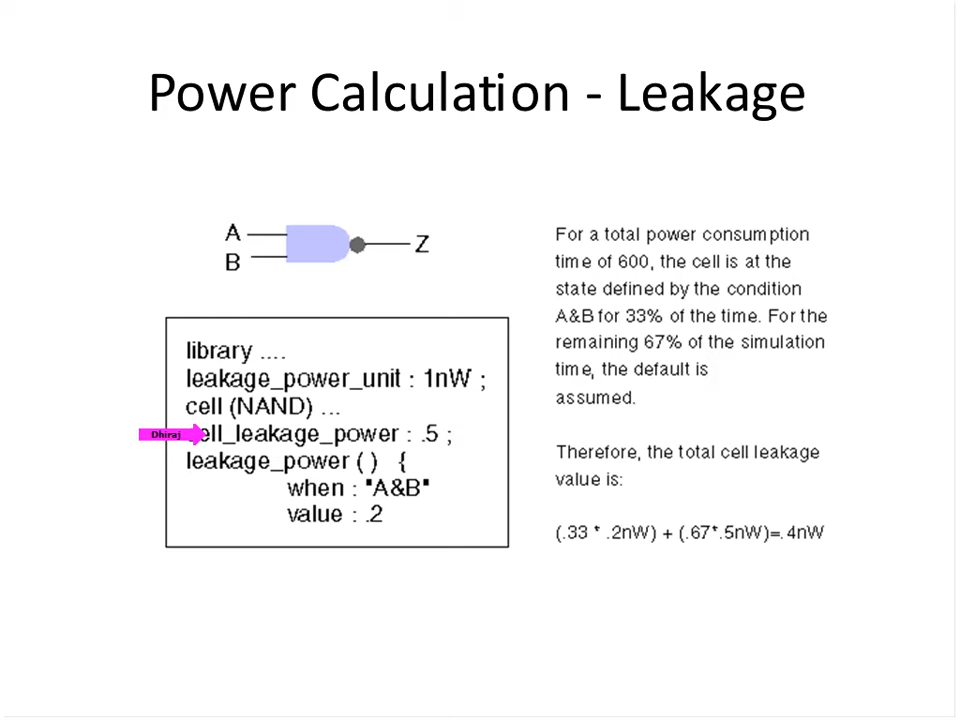 Power Calculation - Leakage
A
B
Z
library ....
leakage_power_unit : 1nW ;
cell (NAND) ...
Dhiraj
ell_leakage_power : .5 ;
leakage_power ( ) {
when : "A&B"
value : .2
For a total power consumption
time of 600, the cell is at the
state defined by the condition
A&B for 33% of the time. For the
remaining 67% of the simulation
time, the default is
assumed.
Therefore, the total cell leakage
value is:
(.33 * .2nW) + (.67*.5nW)=.4nW